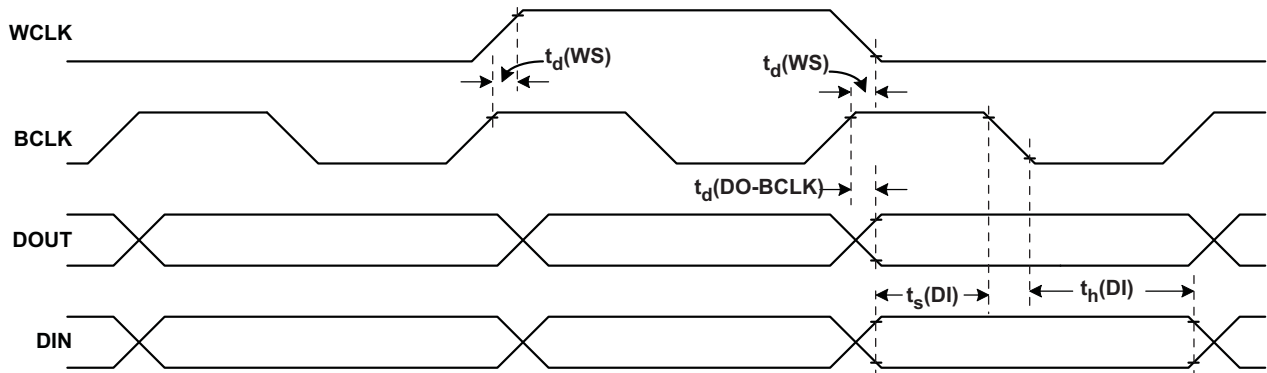 WCLK
td(WS)
td(WS)
BCLK
td(DO-BCLK)
DOUT
ts(DI)
th(DI)
DIN